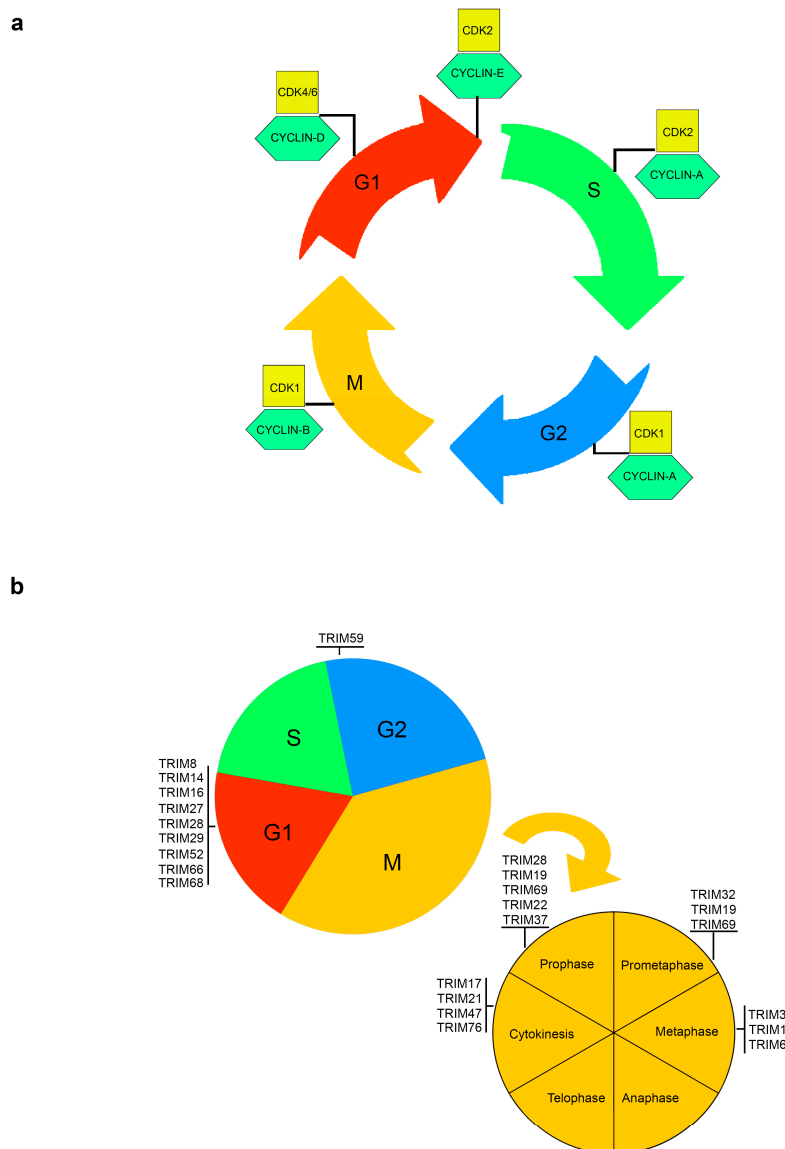 a
CDK2
CYCLIN-E
CDK4/6
CYCLIN-D
CDK2
CYCLIN-A
G1
S
M
G2
CDK1
CYCLIN-B
CDK1
CYCLIN-A
b
TRIM59
S
G2
G1
M
TRIM8
TRIM14
TRIM16
TRIM27
TRIM28
TRIM29
TRIM52
TRIM66
TRIM68
TRIM28
TRIM19
TRIM69
TRIM22
TRIM37
TRIM32
TRIM19
TRIM69
TRIM17
TRIM21
TRIM47
TRIM76
Prophase
Prometaphase
Cytokinesis
Metaphase
Telophase
Anaphase